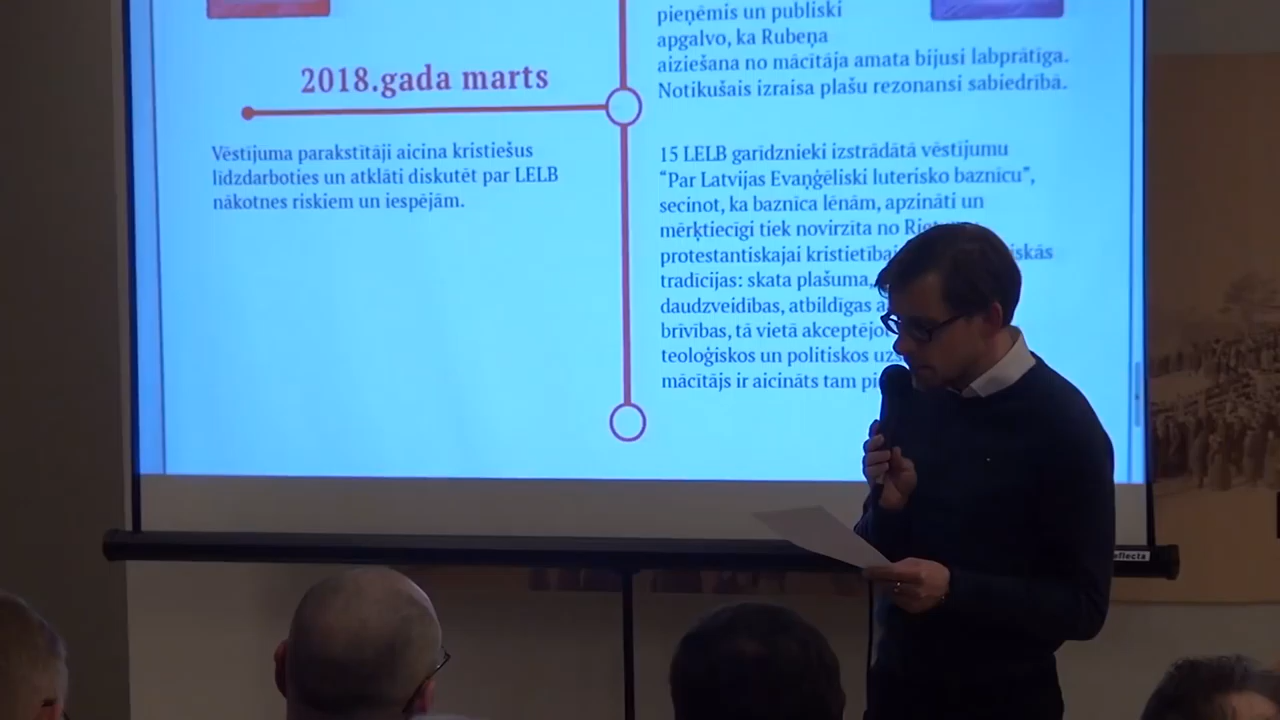 pieņēmis un publiski
apgalvo, ka Rubeņa
aiziešana no mācītāja amata bijusi labprātīga.
Notikušais izraisa plašu rezonansi sabiedrībā.
2018.gada marts
Vēstījuma parakstītāji aicina kristiešus
līdzdarboties un atklāti diskutēt par LELB
nākotnes riskiem un iespējām.
15 LELB garīdznieki izstrādātā vēstījumu
“Par Latvijas Evaņģēliski luterisko baznīcu”,
secinot, ka baznīca lēnām, apzināti un
mērķtiecīgi tiek novirzīta no
protestantiskajai kristietībai
tradīcijas: skata plašuma,
daudzveidības, atbildīgas
brīvības, tā vietā
teoloģiskos un politiskos
mācītājs ir aicināts tam
reflecta